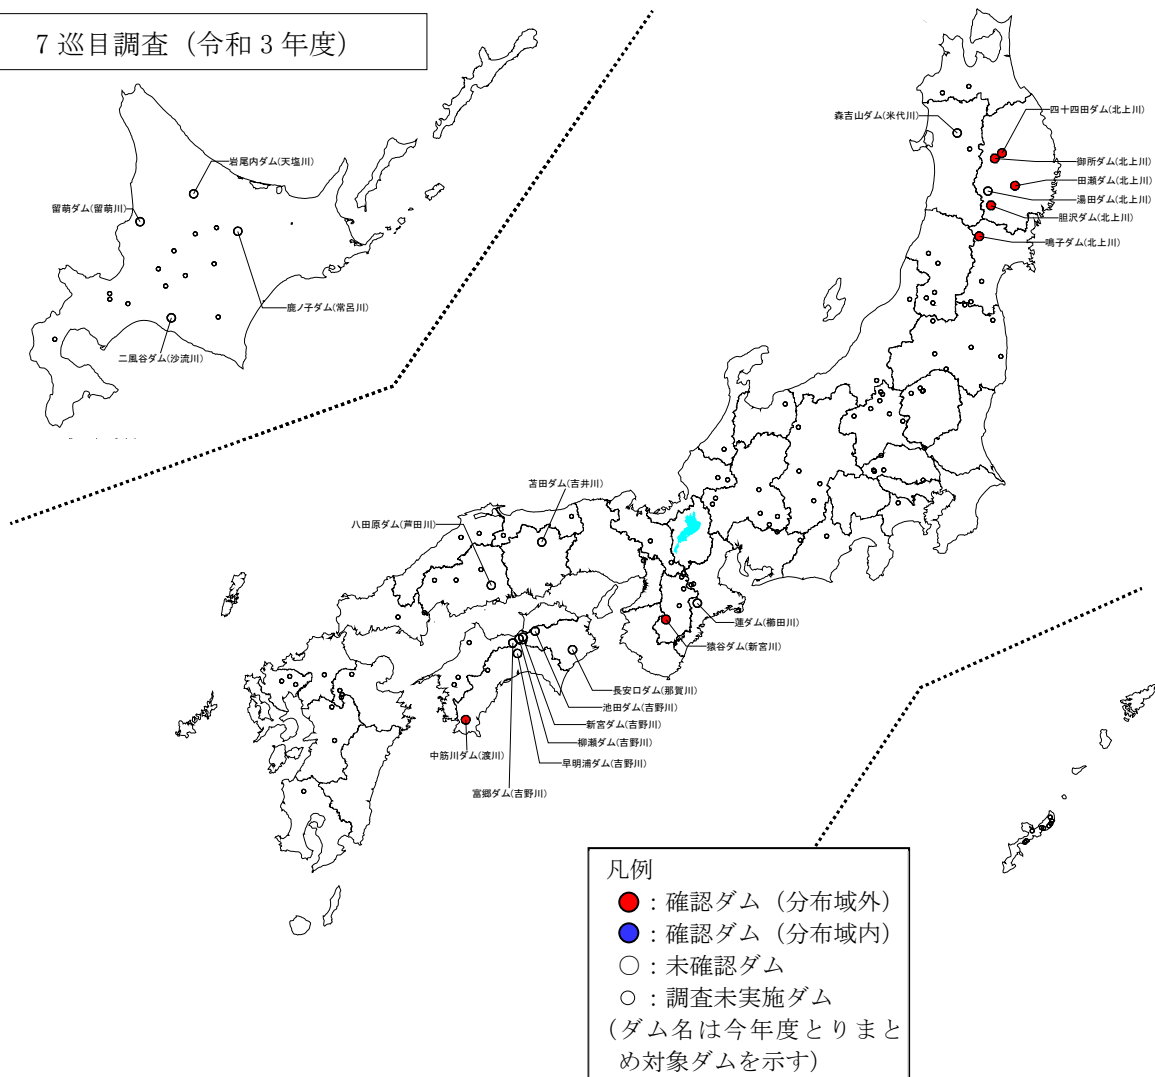 7 巡目調査（令和 3 年度）
岩尾内ダム(天塩川)
留萌ダム(留萌川)
鹿ノ子ダム(常呂川)
二風谷ダム(沙流川)
森吉山ダム(米代川)
四十四田ダム(北上川)
御所ダム(北上川)
田瀬ダム(北上川)
湯田ダム(北上川)
胆沢ダム(北上川)
鳴子ダム(北上川)
苫田ダム(吉井川)
八田原ダム(芦田川)
蓮ダム(櫛田川)
猿谷ダム(新宮川)
長安口ダム(那賀川)
池田ダム(吉野川)
新宮ダム(吉野川)
柳瀬ダム(吉野川)
早明浦ダム(吉野川)
中筋川ダム(渡川)
富郷ダム(吉野川)
凡例
：確認ダム（分布域外）
：確認ダム（分布域内）
：未確認ダム
：調査未実施ダム
(ダム名は今年度とりまと
め対象ダムを示す)